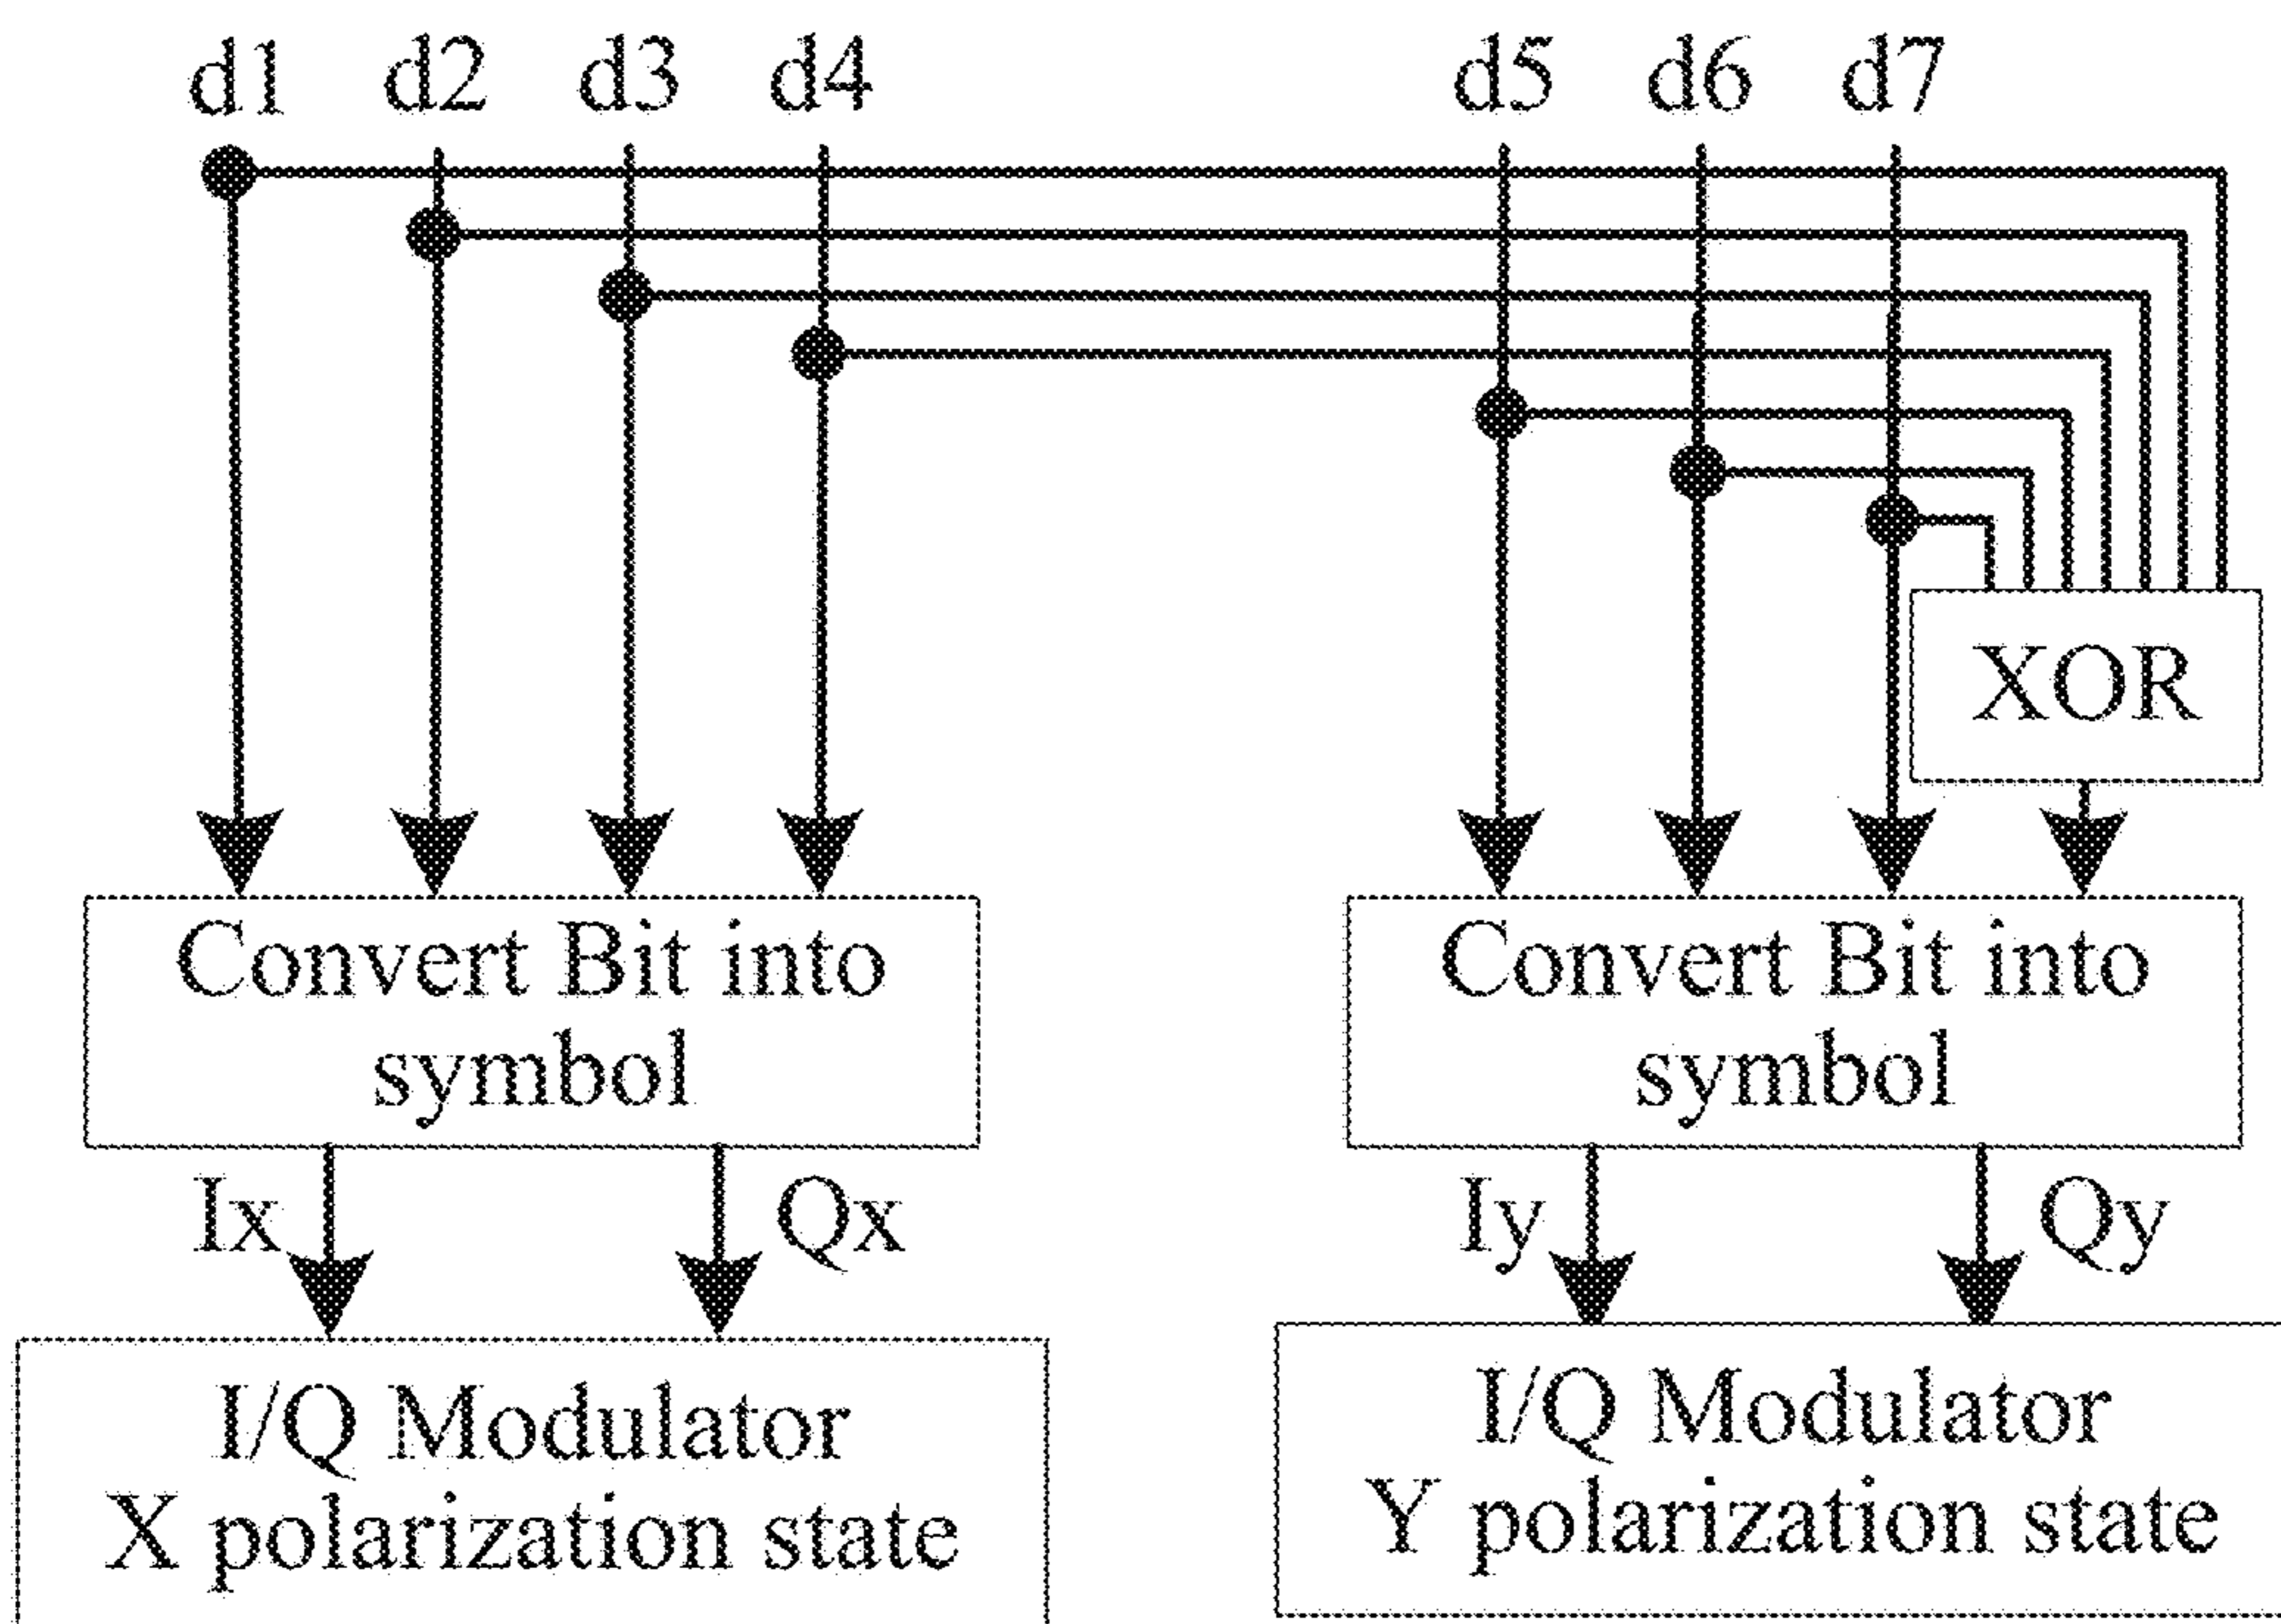 d1 d2 d3 d4 d5 d6 d7
XOR
Convert Bit into
symbol
Convert Bit into
symbol
Ix Qx Iy Qy
I/Q Modulator
X polarization state
I/Q Modulator
Y polarization state